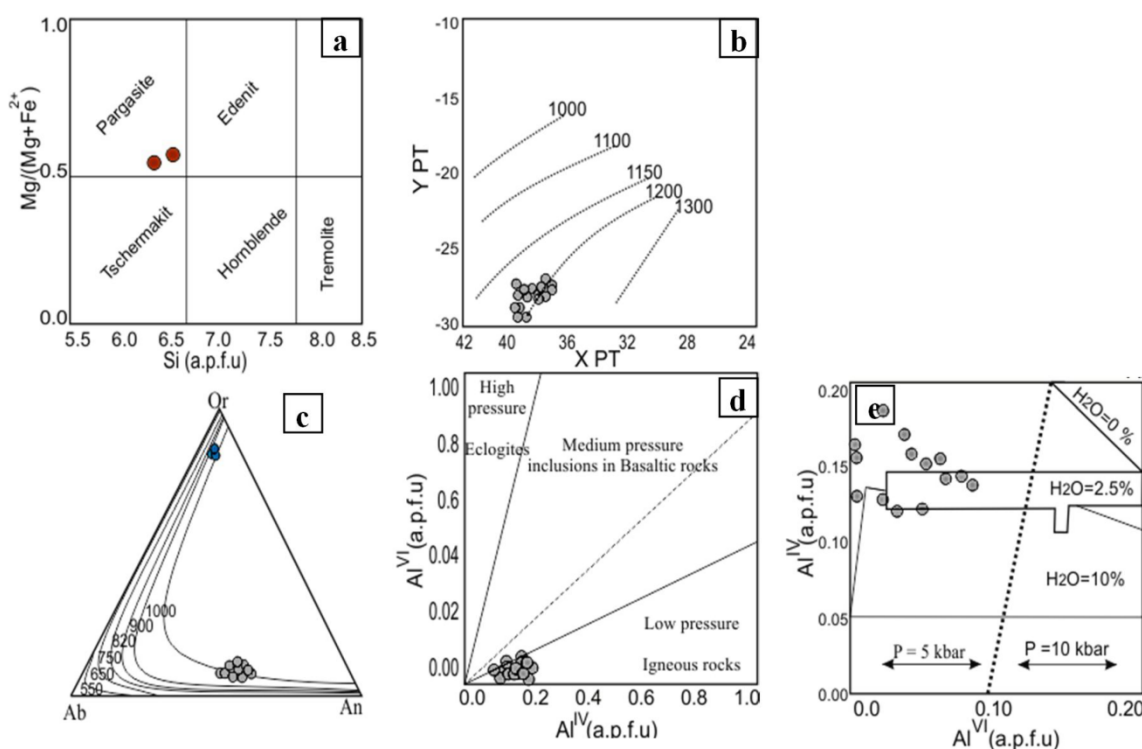 a
1.0
0.5
0.0
Mg/(Mg+Fe2+
Pargasite
Edenit
Tschermakit
Hornblende
Tremolite
5.5 6.0 6.5 7.0 7.5 8.0 8.5
Si (a.p.f.u)
b
-10
-15
-20
-25
-30
Y PT
1000
1100
1150
1200
1300
42 39 36 32 28 24
X PT
c
Or
1000
900
820
750
650
550
Ab
An
d
1.00
0.8
0.6
0.04
0.02
0.00
AlVI(a.p.f.u)
High
pressure
Eclogites
Medium pressure
inclusions in Basaltic rocks
Low pressure
Igneous rocks
0.0 0.2 0.4 0.6 0.8 1.0
AlIV(a.p.f.u)
e
0.20
0.15
0.10
0.05
0.00
AlIV(a.p.f.u)
H2O=0 %
H2O=2.5%
H2O=10%
P = 5 kbar
P =10 kbar
0.0 0.10 0.20
AlVI(a.p.f.u)